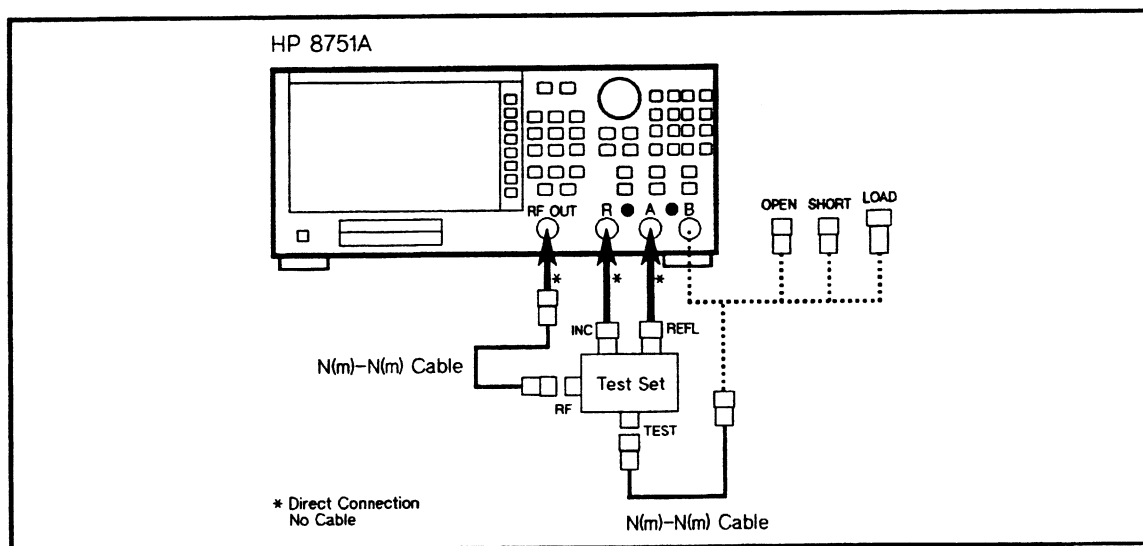 HP 8751A
RF OUT
R
A
B
OPEN
SHORT
LOAD
*
*
*
INC
REFL
N(m)-N(m) Cable
Test Set
RF
TEST
* Direct Connection
No Cable
N(m)-N(m) Cable